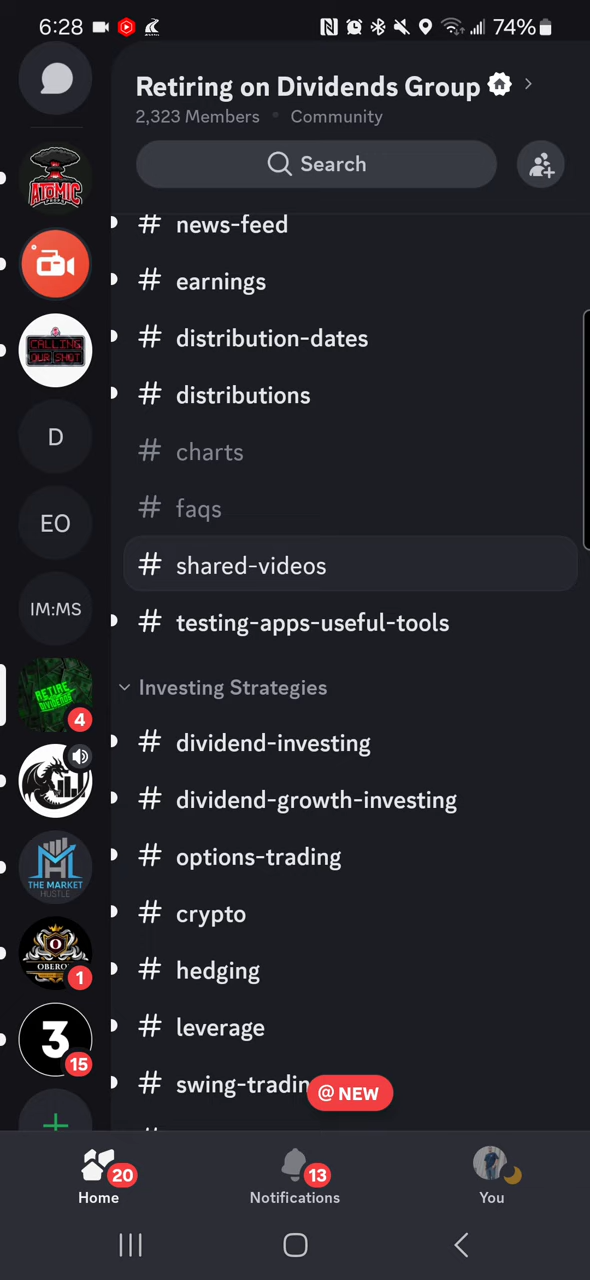 6:28
74%
Retiring on Dividends Group
2,323 Members • Community
Search
# news-feed
# earnings
# distribution-dates
# distributions
# charts
# faqs
# shared-videos
# testing-apps-useful-tools
Investing Strategies
# dividend-investing
# dividend-growth-investing
# options-trading
# crypto
# hedging
# leverage
# swing-tradin
@ NEW
ATOMIC
CALLING
OUR SHOT
D
EO
IM:MS
RETIRE
4
THE MARKET
HUSTLE
OBERO
1
3
15
20
13
Home
Notifications
You